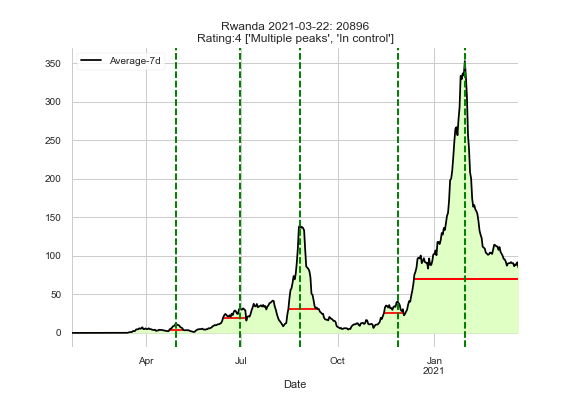 Rwanda 2021-03-22: 20896
Rating:4 ['Multiple peaks', 'In control']
Average-7d
350
300
250
200
150
100
50
0
Apr
Jul
Oct
Jan
2021
Date